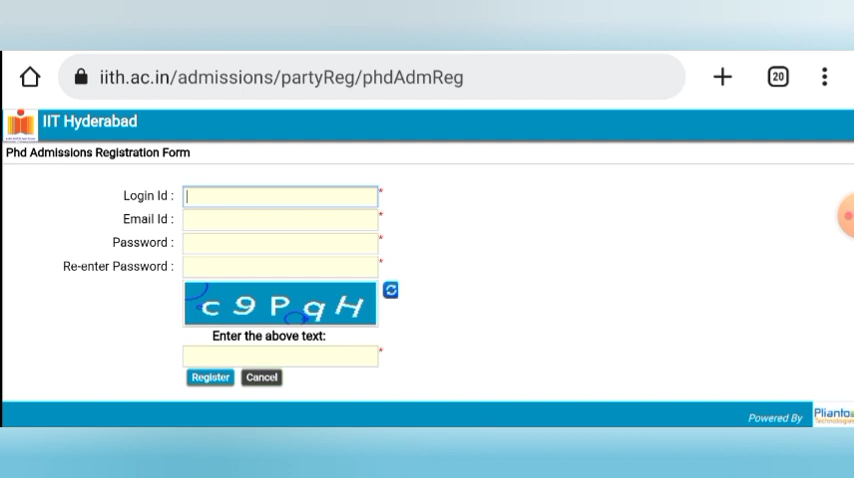 iith.ac.in/admissions/partyReg/phdAdmReg
20
IIT Hyderabad
Phd Admissions Registration Form
Login Id : *
Email Id : *
Password : *
Re-enter Password : *
c9PqH
Enter the above text:
*
Register Cancel
Powered By
Technologies